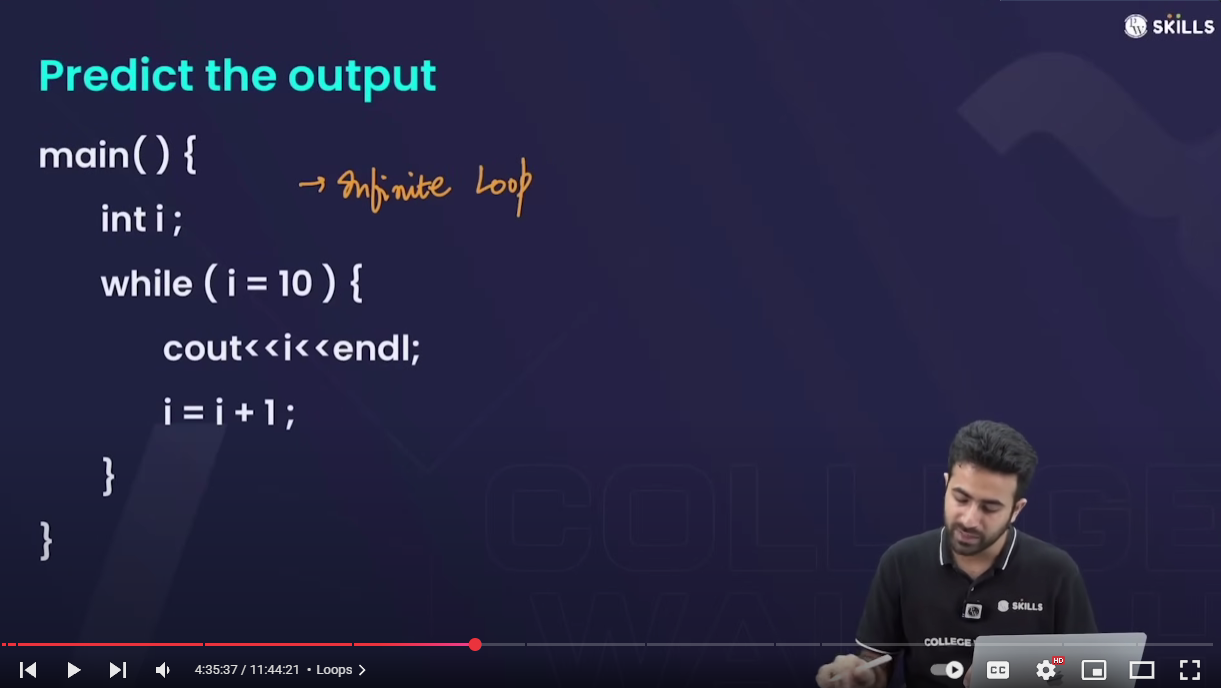 SKILLS
Predict the output
main( ) {
→ Infinite Loop
int i ;
while ( i = 10 ) {
cout<<i<<endl;
i = i + 1 ;
}
}
COLLEGE
SKILLS
COLLEGE
4:35:37 / 11:44:21 • Loops >
CC
HD